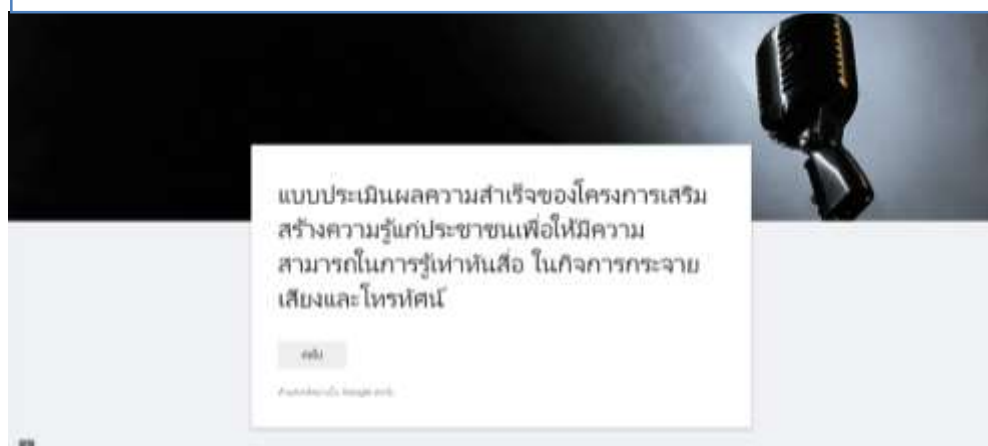 แบบประเมินผลความสำเร็จของโครงการเสริม
สร้างความรู้แก่ประชาชนเพื่อให้มีความ
สามารถในการรู้เท่าทันสื่อ ในกิจการกระจาย
เสียงและโทรทัศน์
ถัดไป